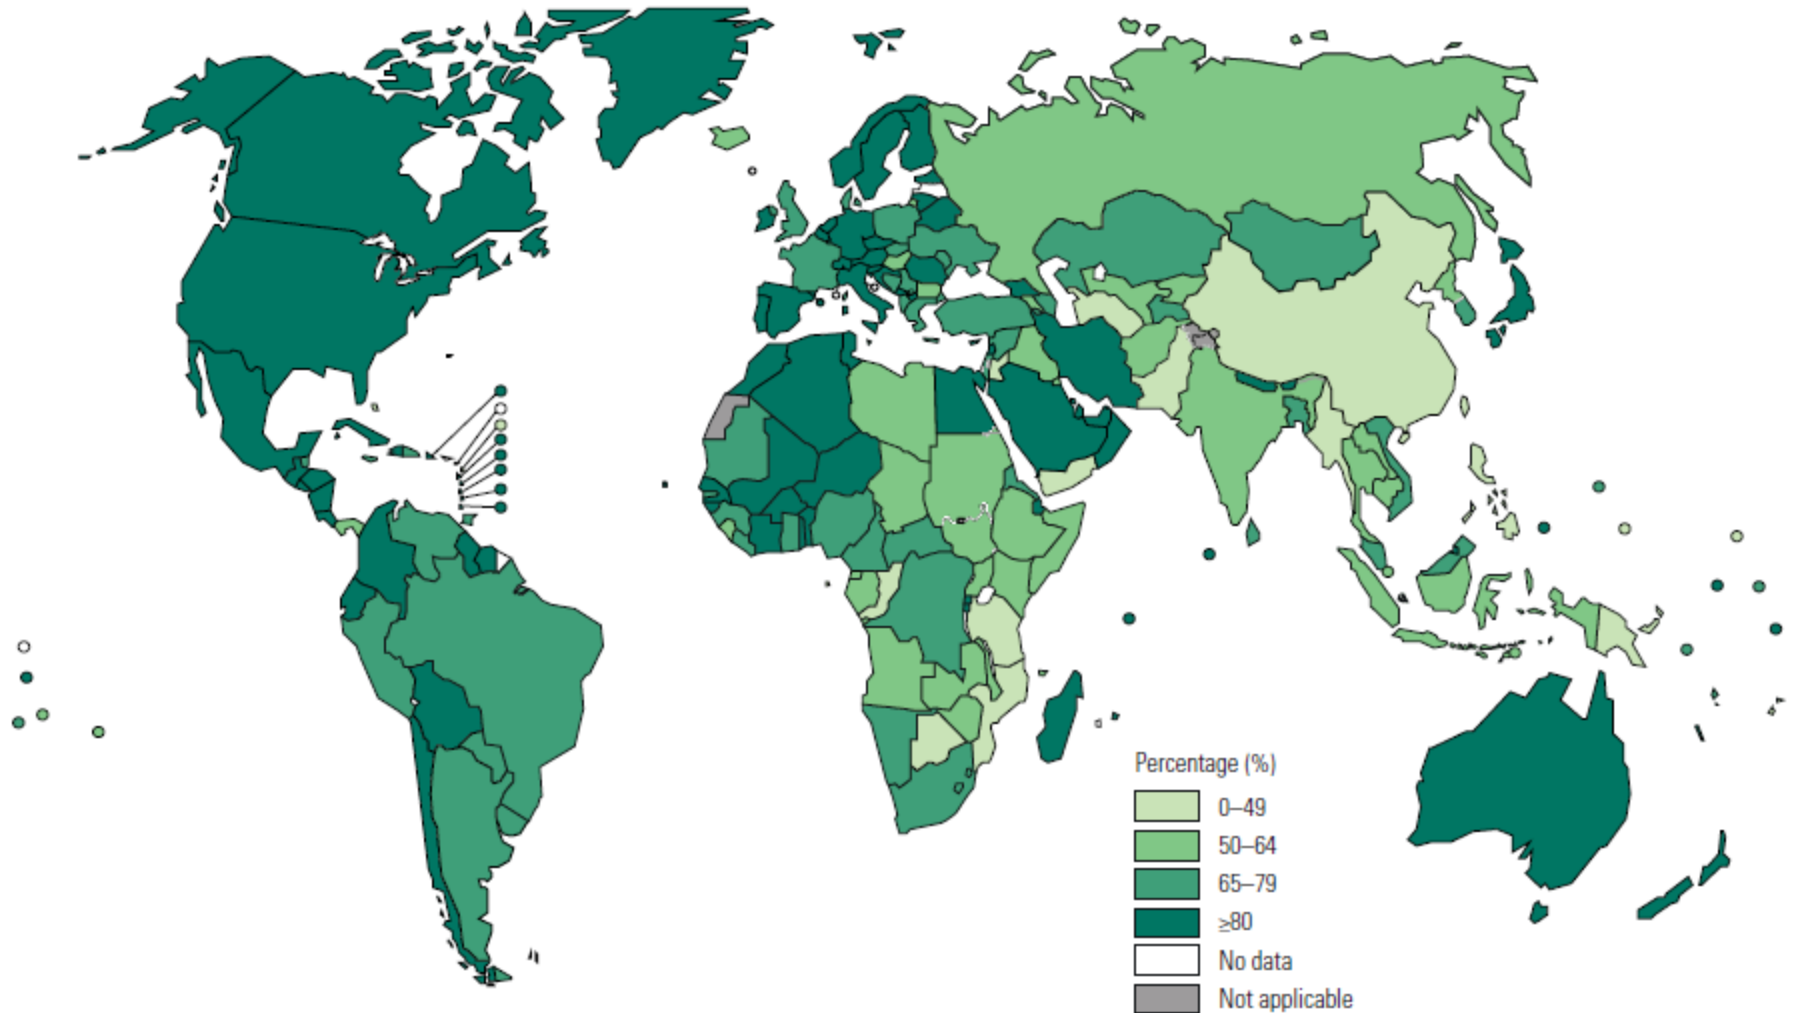 Percentage (%)
0–49
50–64
65–79
≥80
No data
Not applicable